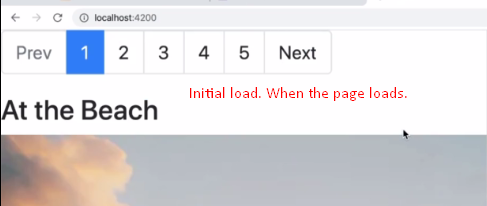 localhost:4200
Prev 1 2 3 4 5 Next
Initial load. When the page loads.
At the Beach